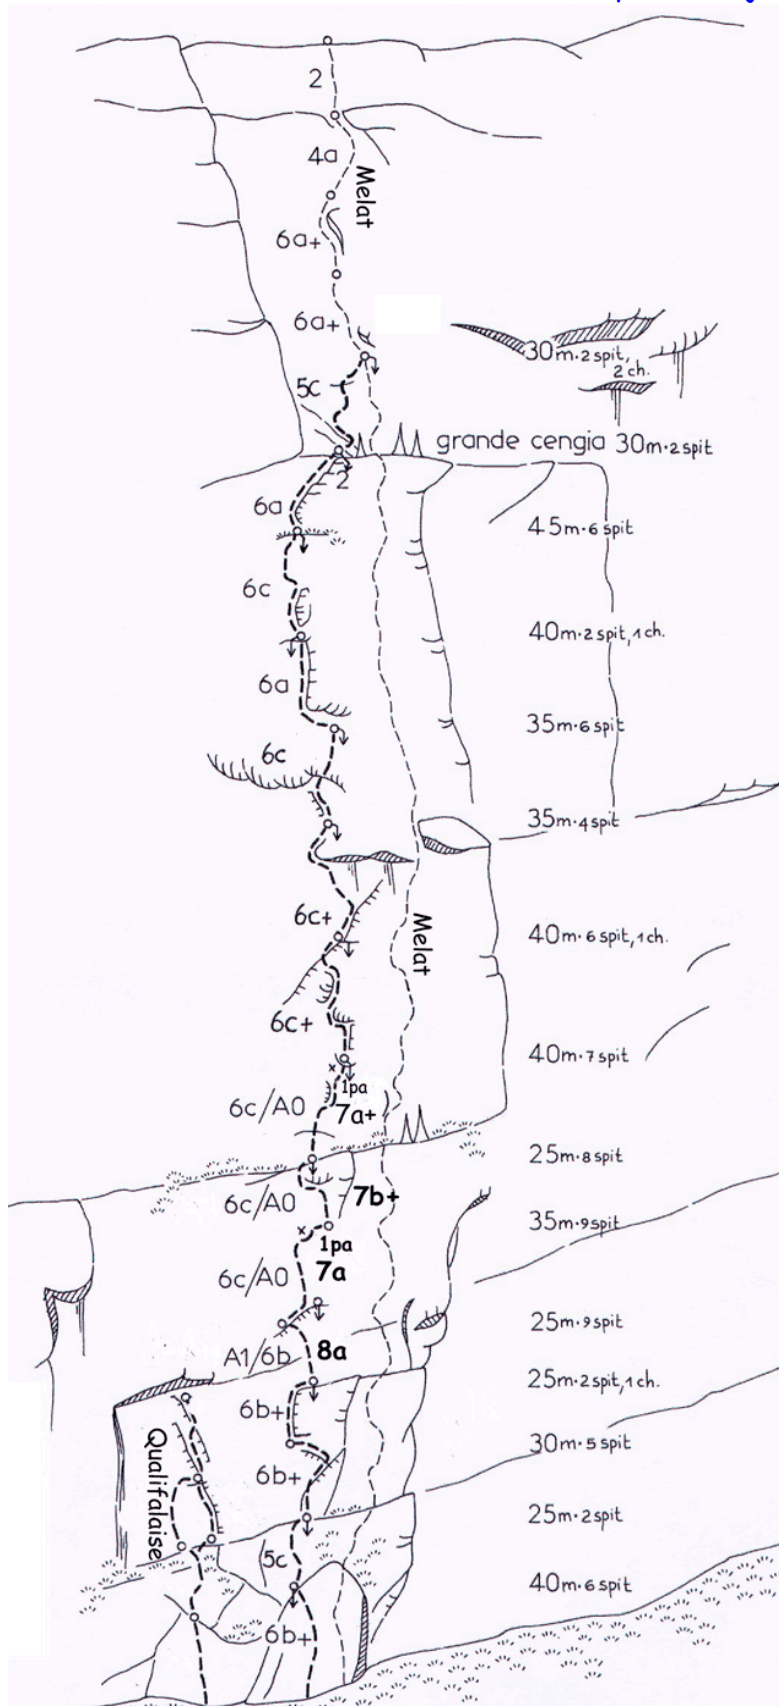 2
4a
Melat
6a+
6a+
30m·2spit,
2 ch.
5c
grande cengia 30m·2spit
2
6a
45m·6spit
6c
40m·2spit,1ch.
6a
35m·6spit
6c
35m·4spit
6c+
Melat
40m·6spit,1ch.
6c+
40m·7spit
1pa
6c/A0
7a+
25m·8spit
6c/A0
7b+
35m·9spit
1pa
6c/A0
7a
25m·9spit
A1/6b
8a
25m·2spit,1ch.
6b+
Qualifalaise
30m·5spit
6b+
25m·2spit
5c
40m·6spit
6b+